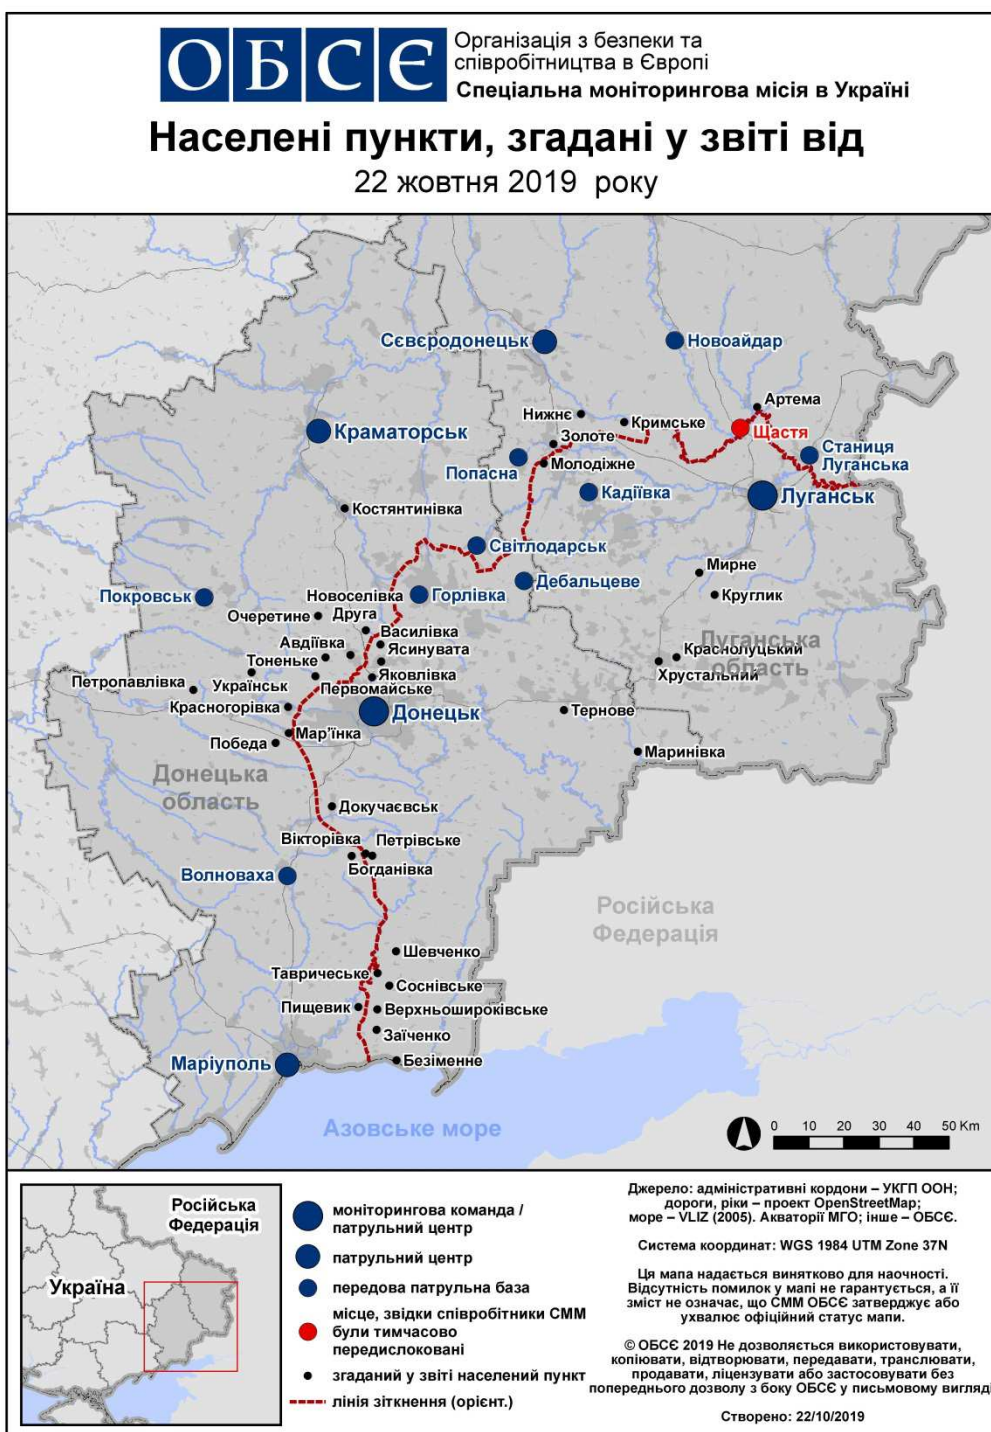 ОБСЄ
Організація з безпеки та
співробітництва в Європі
Спеціальна моніторингова місія в Україні
Населені пункти, згадані у звіті від
22 жовтня 2019 року
Сєвєродонецьк
Новоайдар
Артема
Нижнє
Кримське
Щастя
Краматорськ
Золоте
Станиця
Луганська
Попасна
Молодіжне
Кадіївка
Луганськ
Костянтинівка
Світлодарськ
Мирне
Дебальцеве
Покровськ
Новоселівка
Друга
Горлівка
Круглик
Очеретине
Василівка
Авдіївка
Ясинувата
Луганська
область
Краснолуцький
Тоненьке
Яковлівка
Хрустальний
Петропавлівка
Українськ
Первомайське
Красногорівка
Донецьк
Тернове
Мар'їнка
Победа
Маринівка
Донецька
область
Докучаєвськ
Вікторівка
Петрівське
Богданівка
Волноваха
Російська
Федерація
Шевченко
Тавричеське
Соснівське
Пищевик
Верхньошироківське
Заїченко
Маріуполь
Безіменне
Азовське море
0 10 20 30 40 50 Km
Російська
Федерація
Україна
моніторингова команда /
патрульний центр
патрульний центр
передова патрульна база
місце, звідки співробітники СММ
були тимчасово
передислоковані
згаданий у звіті населений пункт
лінія зіткнення (орієнт.)
Джерело: адміністративні кордони – УКГП ООН;
дороги, ріки – проект OpenStreetMap;
море – VLIZ (2005). Акваторії МГО; інше – ОБСЄ.
Система координат: WGS 1984 UTM Zone 37N
Ця мапа надається винятково для наочності.
Відсутність помилок у мапі не гарантується, а її
зміст не означає, що СММ ОБСЄ затверджує або
ухвалює офіційний статус мапи.
© ОБСЄ 2019 Не дозволяється використовувати,
копіювати, відтворювати, передавати, транслювати,
продавати, ліцензувати або застосовувати без
попереднього дозволу з боку ОБСЄ у письмовому вигляді
Створено: 22/10/2019